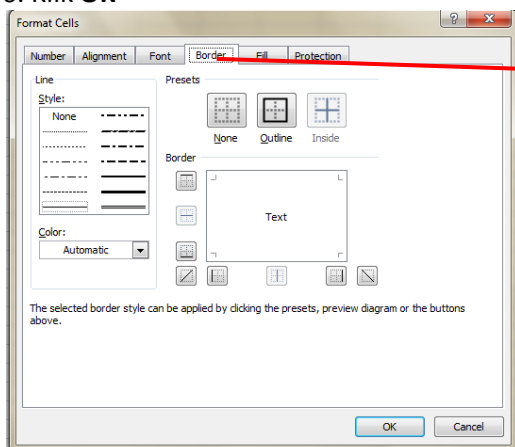 Format Cells
Number Alignment Font Border Fill Protection
Line
Style:
None
Color:
Automatic
Presets
None Outline Inside
Border
Text
The selected border style can be applied by clicking the presets, preview diagram or the buttons
above.
OK Cancel